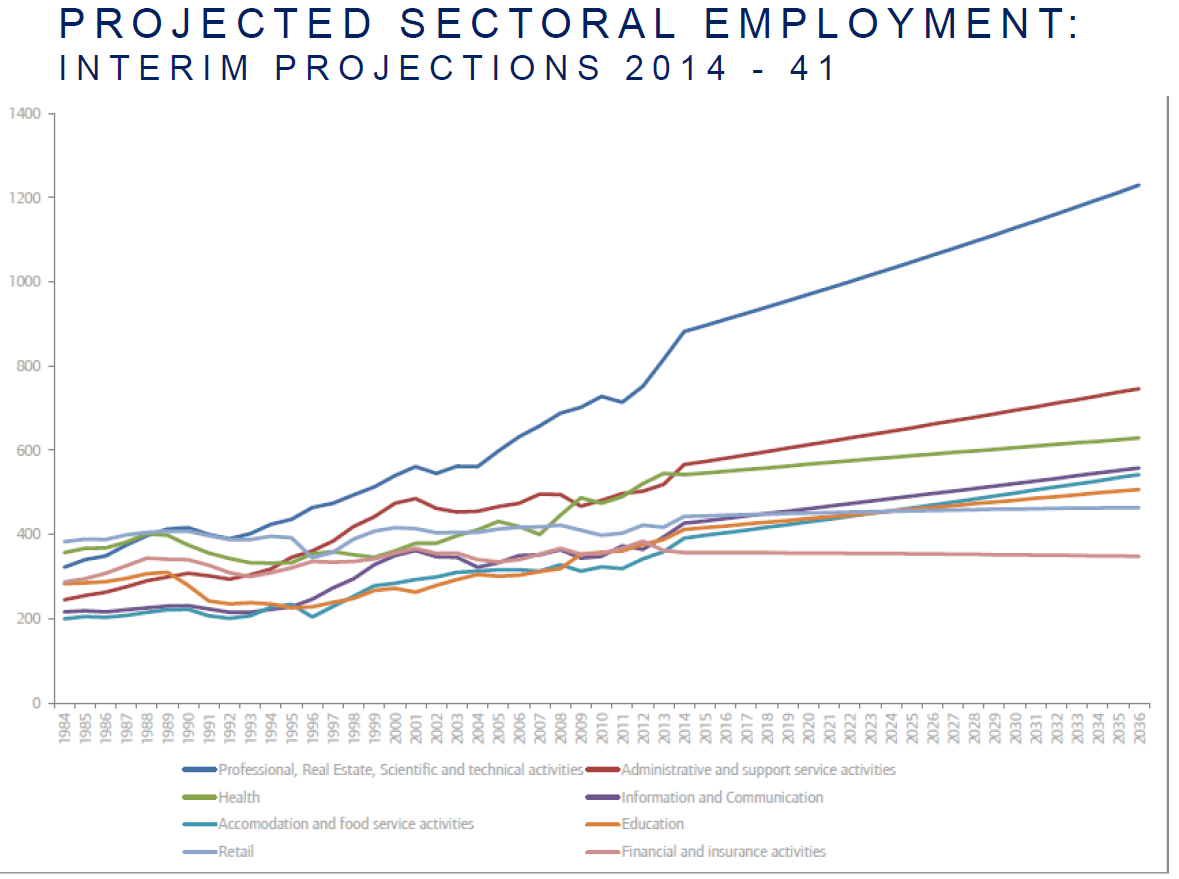 PROJECTED SECTORAL EMPLOYMENT:
INTERIM PROJECTIONS 2014 - 41
1400
1200
1000
800
600
400
200
0
1984 1985 1986 1987 1988 1989 1990 1991 1992 1993 1994 1995 1996 1997 1998 1999 2000 2001 2002 2003 2004 2005 2006 2007 2008 2009 2010 2011 2012 2013 2014 2015 2016 2017 2018 2019 2020 2021 2022 2023 2024 2025 2026 2027 2028 2029 2030 2031 2032 2033 2034 2035 2036
Professional, Real Estate, Scientific and technical activities Administrative and support service activities
Health Information and Communication
Accomodation and food service activities Education
Retail Financial and insurance activities